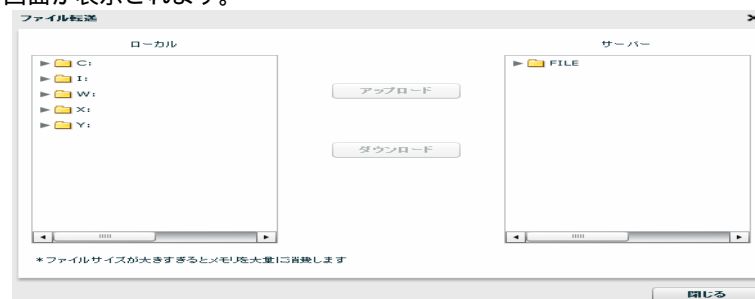 画面が表示されます。
ファイル転送
ローカル
サーバー
C:
I:
W:
X:
Y:
アップロード
ダウンロード
FILE
*ファイルサイズが大きすぎるとメモリを大量に消費します
閉じる